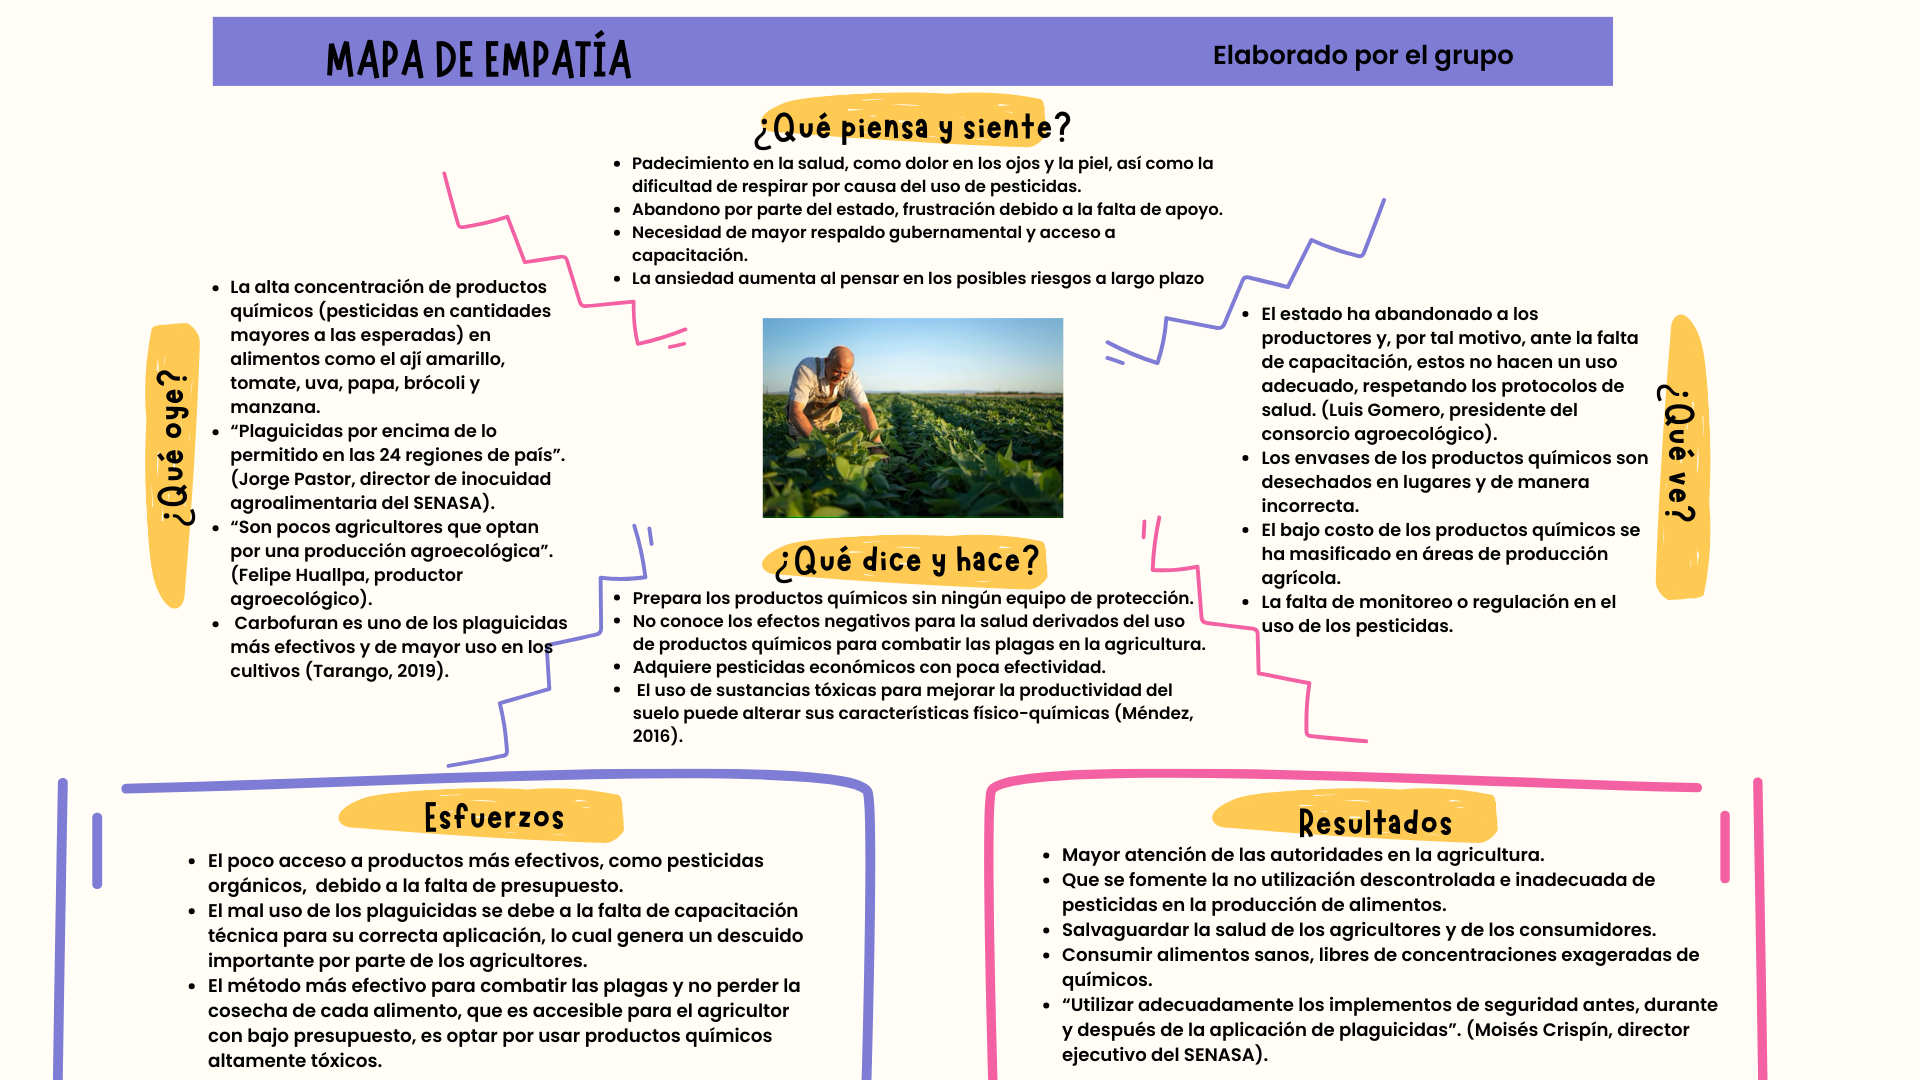 MAPA DE EMPATÍA
Elaborado por el grupo
¿Qué piensa y siente?
• Padecimiento en la salud, como dolor en los ojos y la piel, así como la
dificultad de respirar por causa del uso de pesticidas.
• Abandono por parte del estado, frustración debido a la falta de apoyo.
• Necesidad de mayor respaldo gubernamental y acceso a
capacitación.
• La ansiedad aumenta al pensar en los posibles riesgos a largo plazo
¿Qué oye?
• La alta concentración de productos
químicos (pesticidas en cantidades
mayores a las esperadas) en
alimentos como el ají amarillo,
tomate, uva, papa, brócoli y
manzana.
• “Plaguicidas por encima de lo
permitido en las 24 regiones de país”.
(Jorge Pastor, director de inocuidad
agroalimentaria del SENASA).
• “Son pocos agricultores que optan
por una producción agroecológica”.
(Felipe Huallpa, productor
agroecológico).
• Carbofuran es uno de los plaguicidas
más efectivos y de mayor uso en los
cultivos (Tarango, 2019).
¿Qué ve?
• El estado ha abandonado a los
productores y, por tal motivo, ante la falta
de capacitación, estos no hacen un uso
adecuado, respetando los protocolos de
salud. (Luis Gomero, presidente del
consorcio agroecológico).
• Los envases de los productos químicos son
desechados en lugares y de manera
incorrecta.
• El bajo costo de los productos químicos se
ha masificado en áreas de producción
agrícola.
• La falta de monitoreo o regulación en el
uso de los pesticidas.
¿Qué dice y hace?
• Prepara los productos químicos sin ningún equipo de protección.
• No conoce los efectos negativos para la salud derivados del uso
de productos químicos para combatir las plagas en la agricultura.
• Adquiere pesticidas económicos con poca efectividad.
• El uso de sustancias tóxicas para mejorar la productividad del
suelo puede alterar sus características físico-químicas (Méndez,
2016).
Esfuerzos
• El poco acceso a productos más efectivos, como pesticidas
orgánicos, debido a la falta de presupuesto.
• El mal uso de los plaguicidas se debe a la falta de capacitación
técnica para su correcta aplicación, lo cual genera un descuido
importante por parte de los agricultores.
• El método más efectivo para combatir las plagas y no perder la
cosecha de cada alimento, que es accesible para el agricultor
con bajo presupuesto, es optar por usar productos químicos
altamente tóxicos.
Resultados
• Mayor atención de las autoridades en la agricultura.
• Que se fomente la no utilización descontrolada e inadecuada de
pesticidas en la producción de alimentos.
• Salvaguardar la salud de los agricultores y de los consumidores.
• Consumir alimentos sanos, libres de concentraciones exageradas de
químicos.
• “Utilizar adecuadamente los implementos de seguridad antes, durante
y después de la aplicación de plaguicidas”. (Moisés Crispín, director
ejecutivo del SENASA).